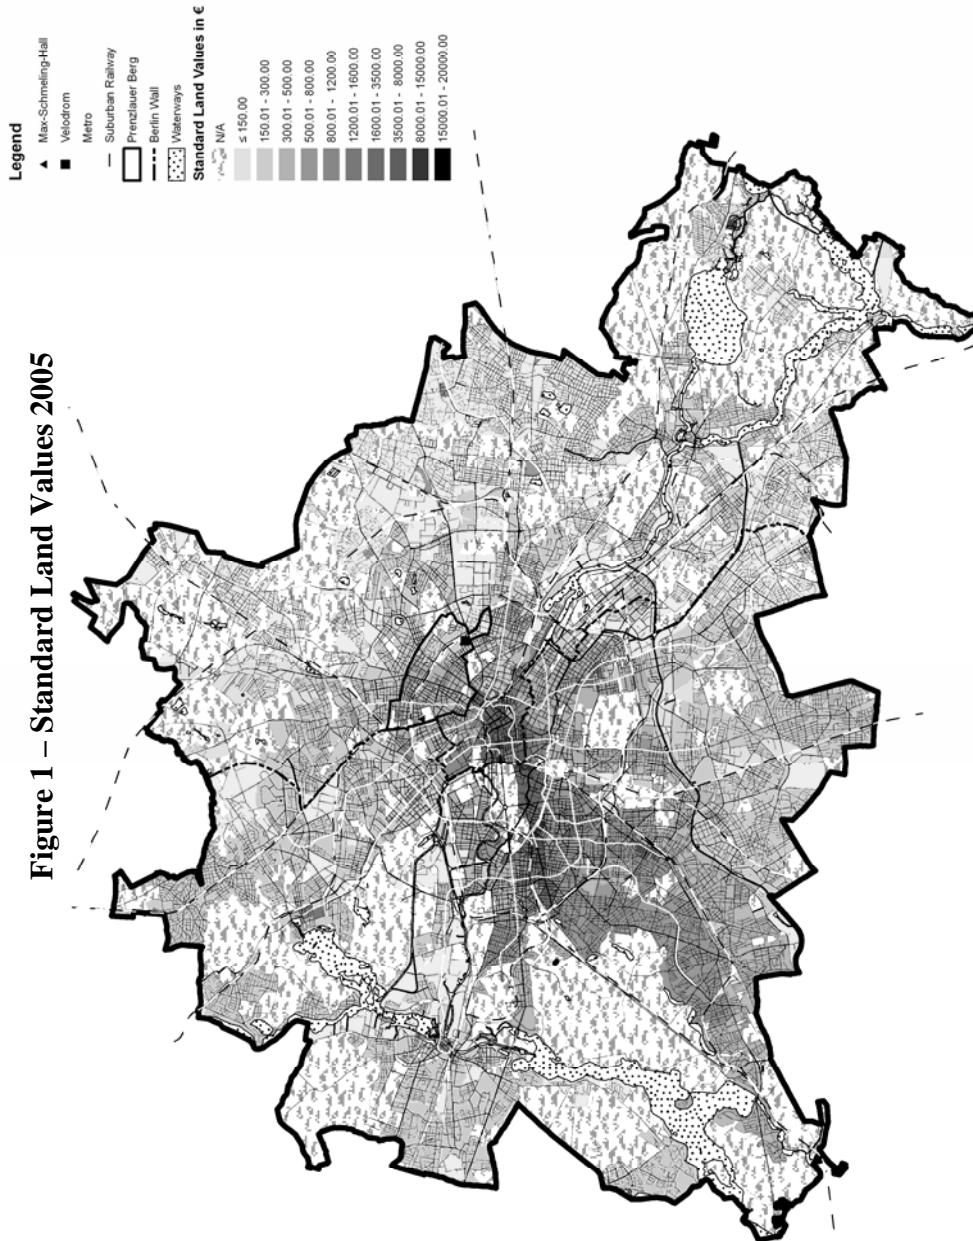 Figure 1 – Standard Land Values 2005
Legend
Max-Schmeling-Hall
Velodrom
Metro
Suburban Railway
Prenzlauer Berg
Berlin Wall
Waterways
Standard Land Values in €
N/A
≤ 150.00
150.01 - 300.00
300.01 - 500.00
500.01 - 800.00
800.01 - 1200.00
1200.01 - 1600.00
1600.01 - 3500.00
3500.01 - 8000.00
8000.01 - 15000.00
15000.01 - 20000.00